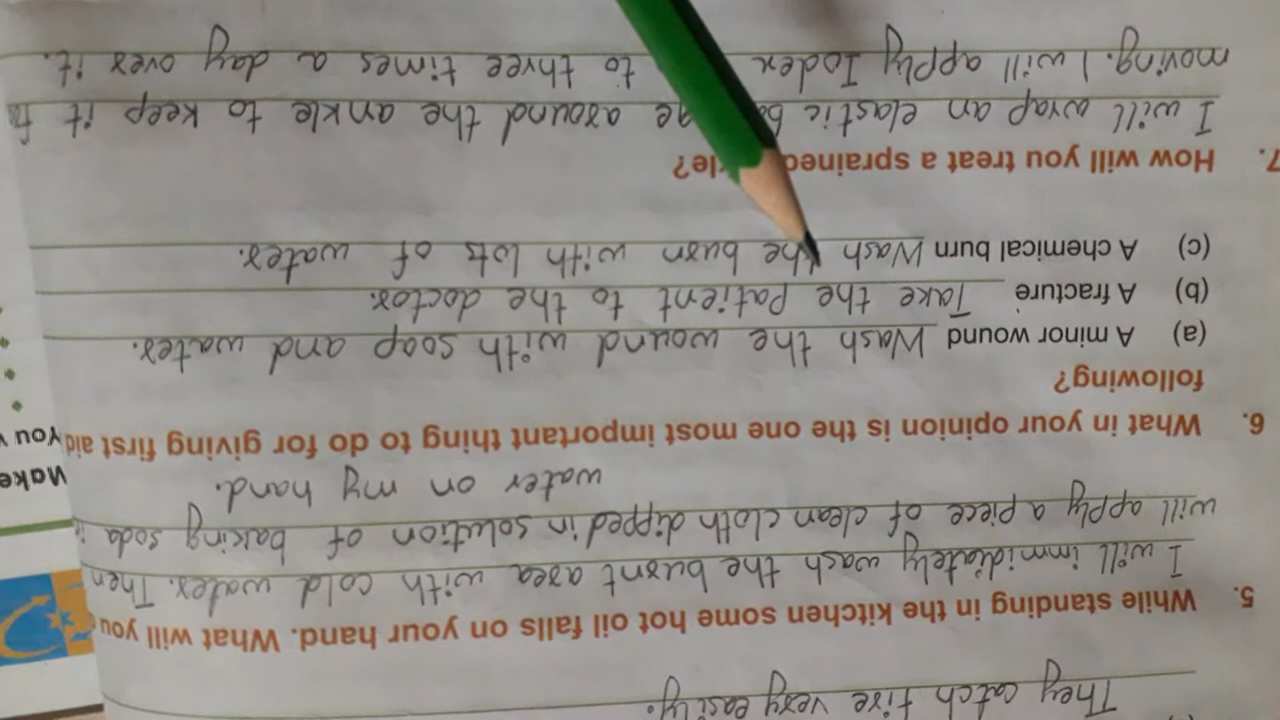 They catch fire very easily.
5. While standing in the kitchen some hot oil falls on your hand. What will you
I will immidiately wash the burnt area with cold water. Then
will apply a piece of clean cloth dipped in solution of baking soda
water on my hand.
6. What in your opinion is the one most important thing to do for giving first aid
following?
(a) A minor wound Wash the wound with soap and water.
(b) A fracture Take the patient to the doctor.
(c) A chemical burn Wash the burn with lots of water.
7. How will you treat a sprained
I will wrap an elastic around the ankle to keep it
moving. I will apply Iodex to three times a day over it.
Make
you